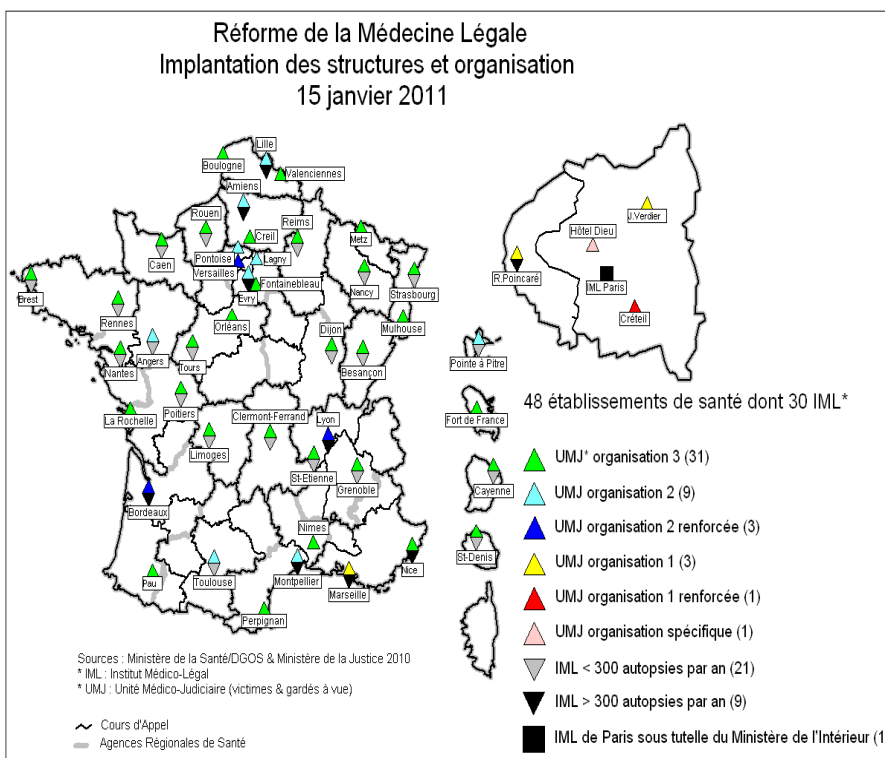 Réforme de la Médecine Légale
Implantation des structures et organisation
15 janvier 2011
Lille
Boulogne
Valenciennes
Amiens
Rouen
Reims
Creil
Metz
Caen
Pontoise
Lagny
Versailles
Fontainebleau
Evry
Nancy
Strasbourg
Brest
Rennes
Orléans
Dijon
Mulhouse
Angers
Nantes
Tours
Besançon
La Rochelle
Poitiers
Clermont-Ferrand
Lyon
Limoges
St-Etienne
Grenoble
Bordeaux
Nimes
Pau
Toulouse
Montpellier
Marseille
Nice
Perpignan
J.Verdier
Hôtel Dieu
R.Poincaré
IML Paris
Créteil
Pointe à Pitre
Fort de France
Cayenne
St-Denis
48 établissements de santé dont 30 IML*
UMJ* organisation 3 (31)
UMJ organisation 2 (9)
UMJ organisation 2 renforcée (3)
UMJ organisation 1 (3)
UMJ organisation 1 renforcée (1)
UMJ organisation spécifique (1)
IML < 300 autopsies par an (21)
IML > 300 autopsies par an (9)
IML de Paris sous tutelle du Ministère de l'Intérieur (1
Sources : Ministère de la Santé/DGOS & Ministère de la Justice 2010
* IML : Institut Médico-Légal
* UMJ : Unité Médico-Judiciaire (victimes & gardés à vue)
Cours d'Appel
Agences Régionales de Santé